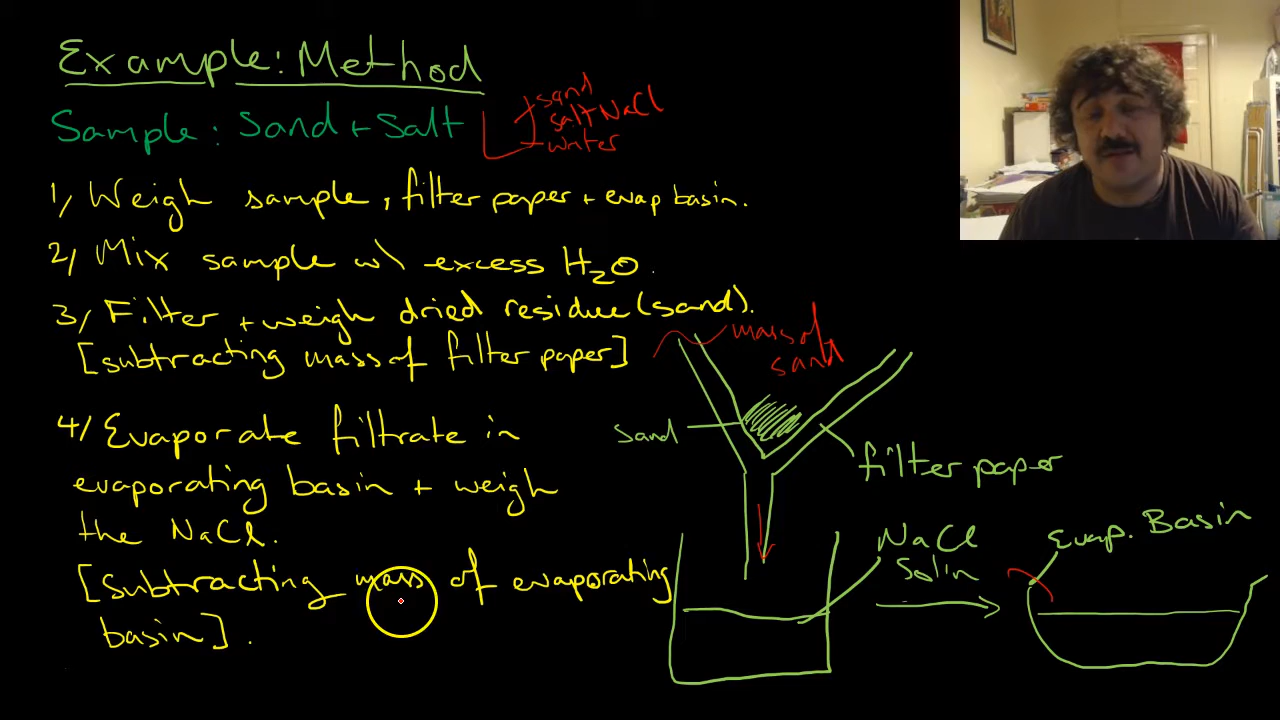 Example: Method
Sample: Sand + Salt
sand
salt NaCl
water
1, Weigh sample, filter paper + evap basin.
2, Mix sample w\ excess H₂O.
3, Filter + weigh dried residue (sand).
[subtracting mass of filter paper]
mass of
sand
4, Evaporate filtrate in
evaporating basin + weigh
the NaCl.
[Subtracting mass of evaporating
basin].
Sand
filter paper
NaCl
Sol'n
Evap. Basin